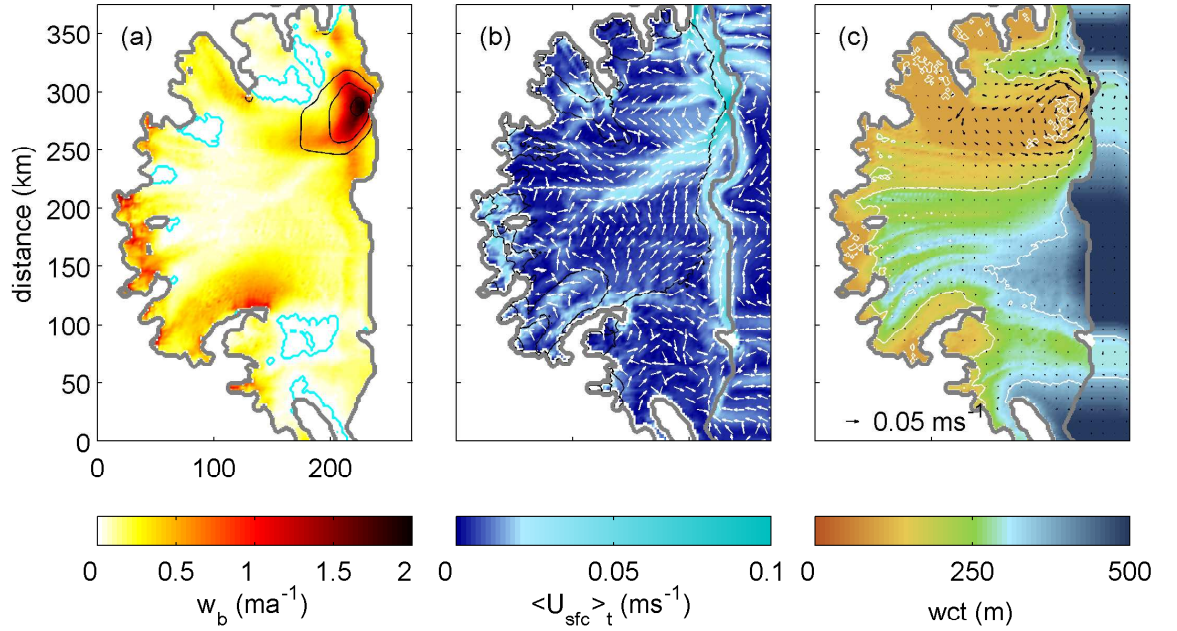 (a)
(b)
(c)
350
300
250
200
150
100
50
0
distance (km)
0.05 ms⁻¹
0 100 200
0 0.5 1 1.5 2
w_b (ma⁻¹)
0 0.05 0.1
<U_sfc>_t (ms⁻¹)
0 250 500
wct (m)